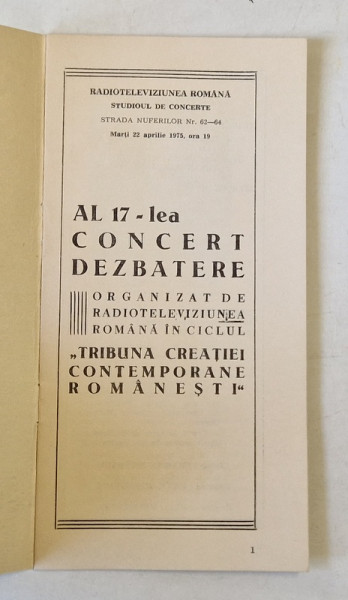 RADIOTELEVIZIUNEA ROMÂNĂ
STUDIOUL DE CONCERTE
STRADA NUFERILOR Nr. 62—64
Marți 22 aprilie 1975, ora 19
AL 17-lea
CONCERT
DEZBATERE
ORGANIZAT DE
RADIOTELEVIZIUNEA
ROMÂNĂ ÎN CICLUL
„TRIBUNA CREAȚIEI
CONTEMPORANE
ROMÂNEȘTI“
1